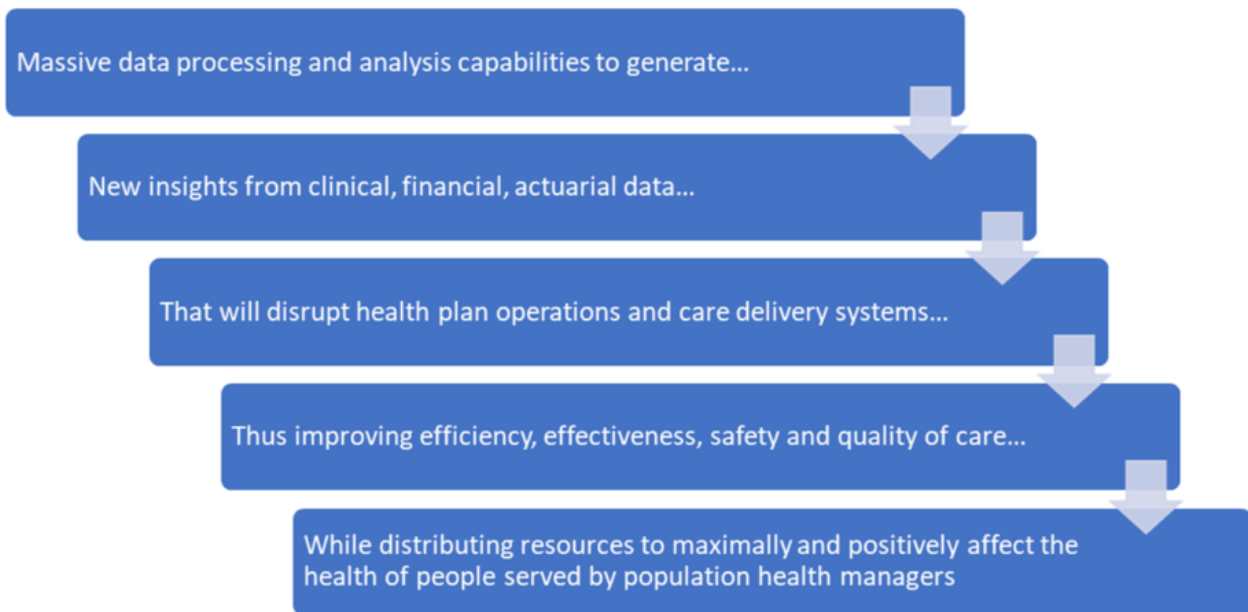 Massive data processing and analysis capabilities to generate…
New insights from clinical, financial, actuarial data…
That will disrupt health plan operations and care delivery systems…
Thus improving efficiency, effectiveness, safety and quality of care…
While distributing resources to maximally and positively affect the
health of people served by population health managers